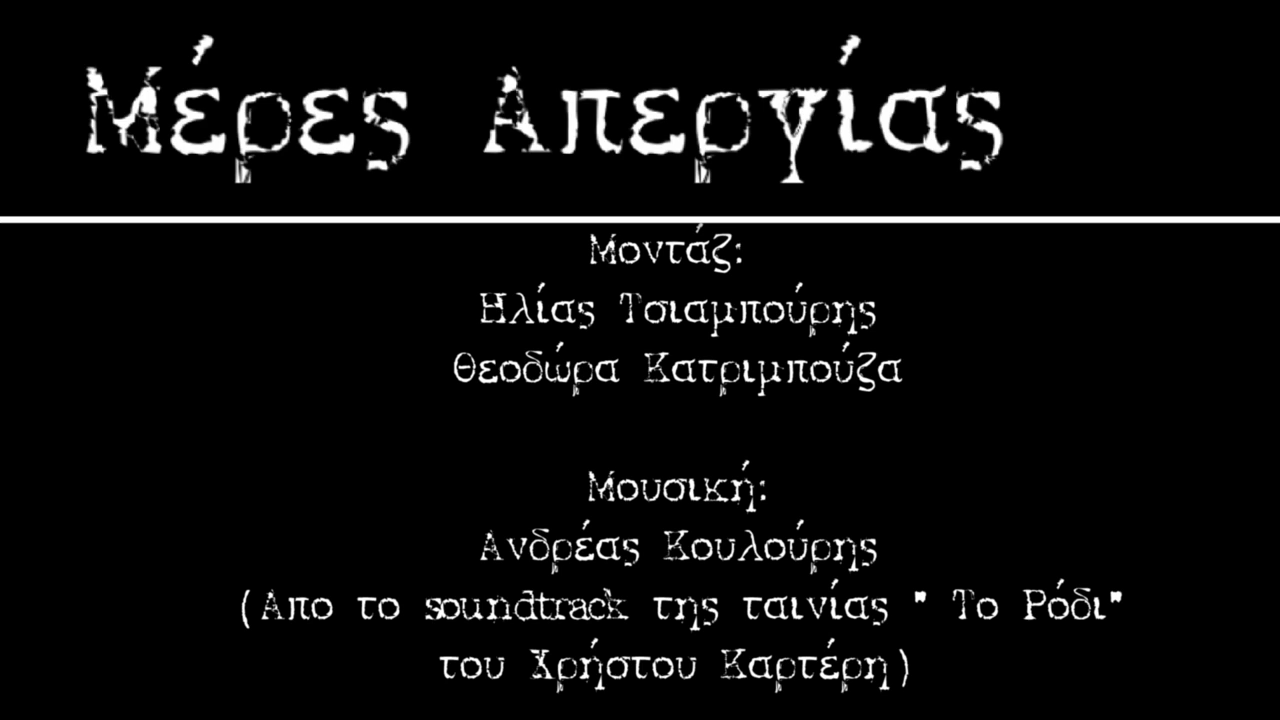 Μέρες Απεργίας
Μοντάζ:
Ηλίας Τσιαμπούρης
Θεοδώρα Κατριμπούζα
Μουσική:
Ανδρέας Κουλούρης
(Απο το soundtrack της ταινίας " Το Ρόδι"
του Χρήστου Καρτέρη)